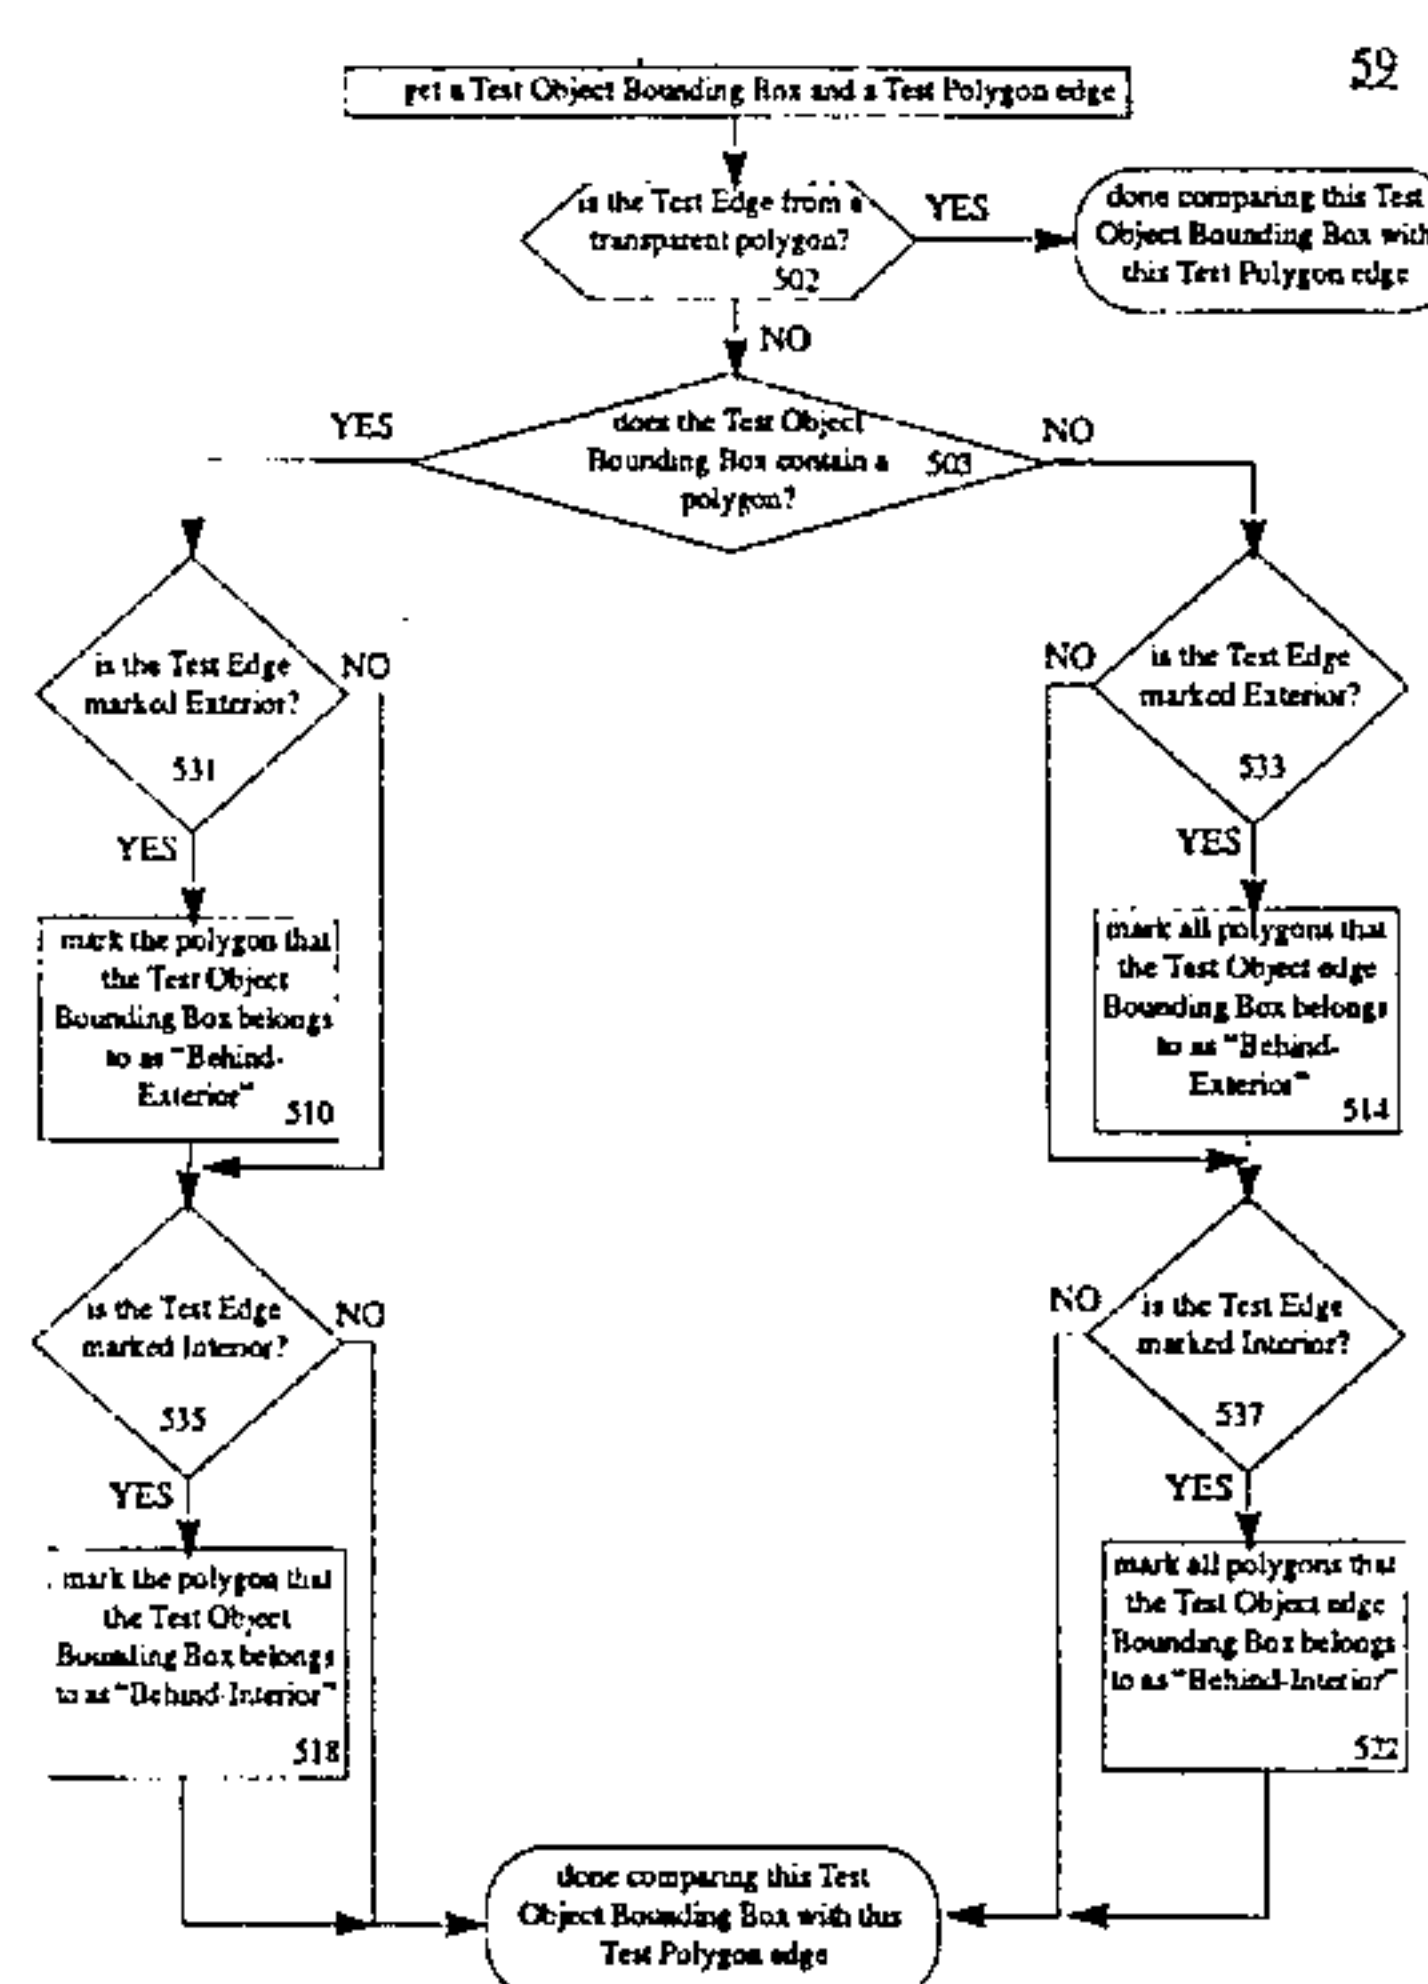 59
get a Test Object Bounding Box and a Test Polygon edge
is the Test Edge from a
transparent polygon?
502
YES
done comparing this Test
Object Bounding Box with
this Test Polygon edge
NO
does the Test Object
Bounding Box contain a
polygon?
503
YES
NO
is the Test Edge
marked Exterior?
531
NO
YES
mark the polygon that
the Test Object
Bounding Box belongs
to as "Behind-
Exterior"
510
is the Test Edge
marked Interior?
535
NO
YES
mark the polygon that
the Test Object
Bounding Box belongs
to as "Behind-Interior"
518
NO
is the Test Edge
marked Exterior?
533
YES
mark all polygons that
the Test Object edge
Bounding Box belongs
to as "Behind-
Exterior"
514
NO
is the Test Edge
marked Interior?
537
YES
mark all polygons that
the Test Object edge
Bounding Box belongs
to as "Behind-Interior"
522
done comparing this Test
Object Bounding Box with this
Test Polygon edge